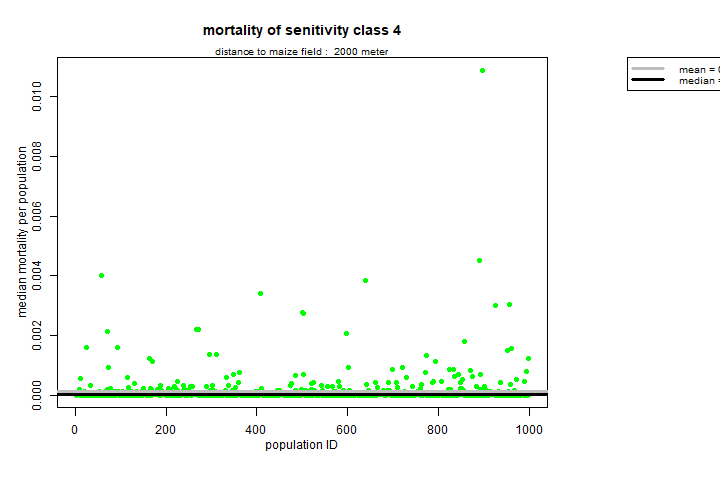 mortality of senitivity class 4
distance to maize field : 2000 meter
mean = 0
median =
median mortality per population
0.010
0.008
0.006
0.004
0.002
0.000
0 200 400 600 800 1000
population ID